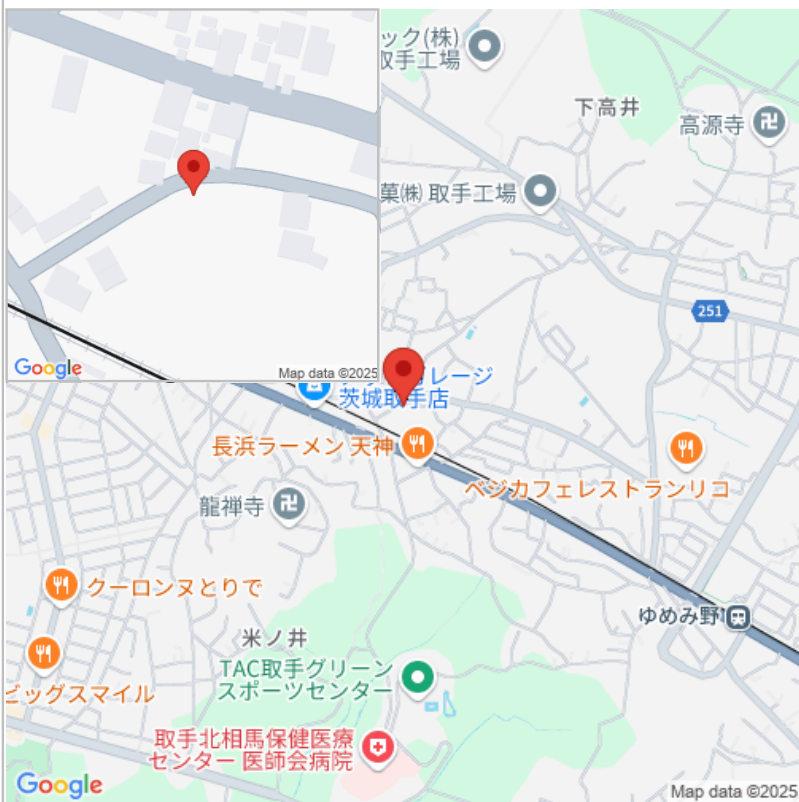 Google
Map data ©2025
ック(株)
取手工場
下高井
高源寺
菓㈱ 取手工場
251
レージ
茨城取手店
長浜ラーメン 天神
ベジカフェレストランリコ
龍禅寺
クーロンヌとりで
ゆめみ野
米ノ井
TAC取手グリーン
スポーツセンター
ビッグスマイル
取手北相馬保健医療
センター 医師会病院
Google
Map data ©2025